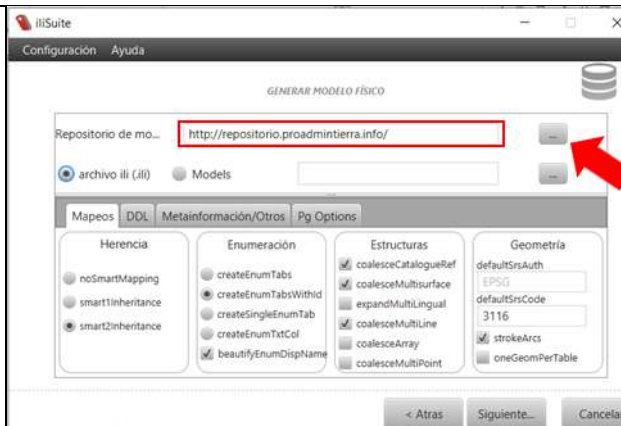 iliSuite
Configuración Ayuda
GENERAR MODELO FÍSICO
Repositorio de mo... http://repositorio.proadmintierra.info/ ...
archivo ili (.ili) Models ...
Mapeos DDL Metainformación/Otros Pg Options
Herencia
noSmartMapping
smart1Inheritance
smart2Inheritance
Enumeración
createEnumTabs
createEnumTabsWithId
createSingleEnumTab
createEnumTxtCol
beautifyEnumDispName
Estructuras
coalesceCatalogueRef
coalesceMultisurface
expandMultiLingual
coalesceMultiLine
coalesceArray
coalesceMultiPoint
Geometría
defaultSrsAuth
EPSG
defaultSrsCode
3116
strokeArcs
oneGeomPerTable
< Atras Siguiente... Cancela